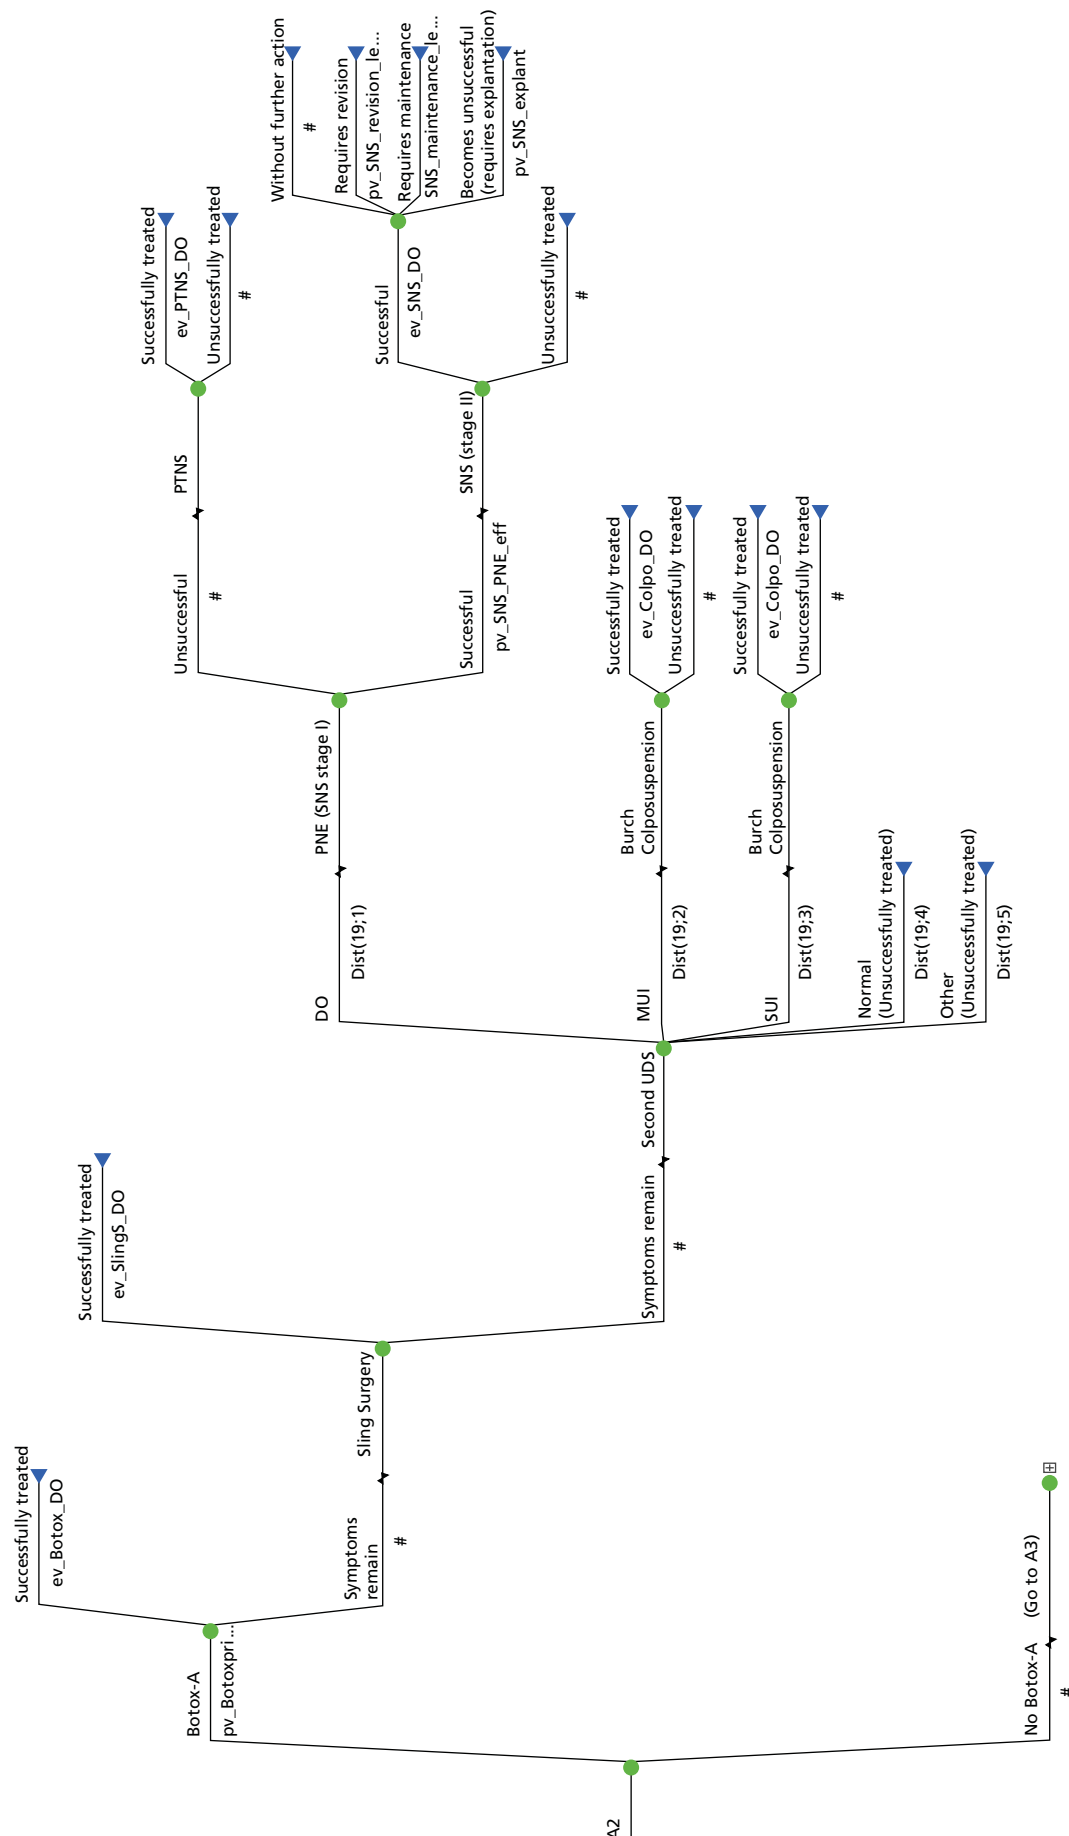 A2
Botox-A
pv_Botoxpri...
Successfully treated
ev_Botox_DO
Symptoms
remain
#
Sling Surgery
Successfully treated
ev_SlingS_DO
Symptoms remain
#
Second UDS
DO
Dist(19;1)
PNE (SNS stage I)
Unsuccessful
#
PTNS
Successfully treated
ev_PTNS_DO
Unsuccessfully treated
#
Successful
pv_SNS_PNE_eff
SNS (stage II)
Successful
ev_SNS_DO
Without further action
#
Requires revision
pv_SNS_revision_le...
Requires maintenance
SNS_maintenance_le...
Becomes unsuccessful
(requires explantation)
pv_SNS_explant
Unsuccessfully treated
#
MUI
Dist(19;2)
Burch
Colposuspension
Successfully treated
ev_Colpo_DO
Unsuccessfully treated
#
SUI
Dist(19;3)
Burch
Colposuspension
Successfully treated
ev_Colpo_DO
Unsuccessfully treated
#
Normal
(Unsuccessfully treated)
Dist(19;4)
Other
(Unsuccessfully treated)
Dist(19;5)
No Botox-A
#
(Go to A3)